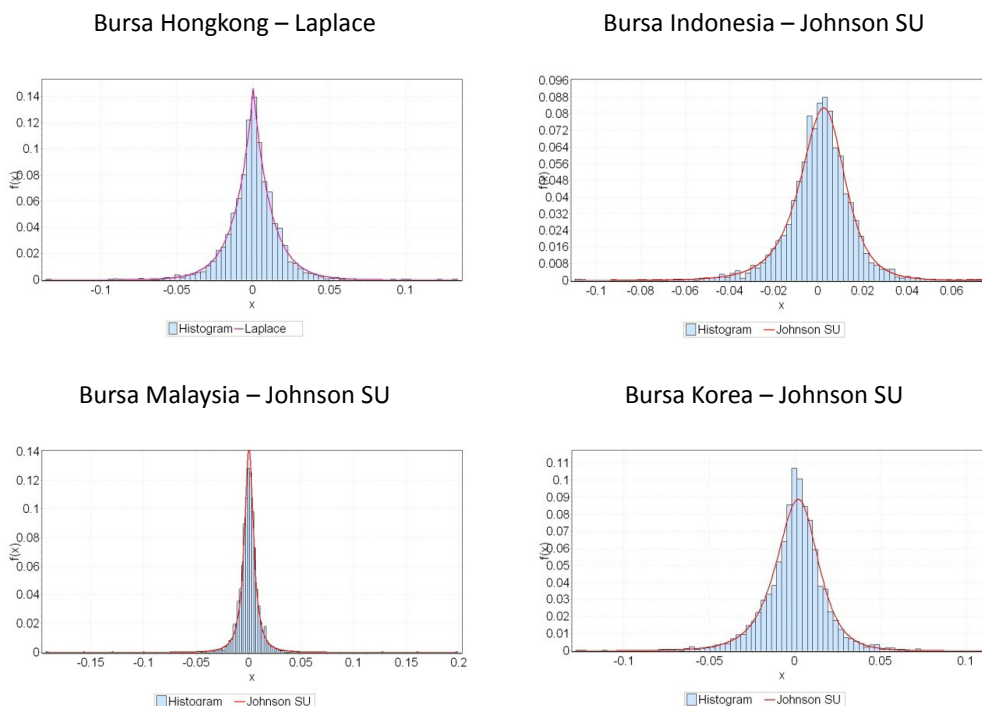 Bursa Hongkong – Laplace
0.14
0.12
0.1
0.08
0.06
0.04
0.02
0
f(x)
-0.1 -0.05 0 0.05 0.1
x
Histogram Laplace
Bursa Indonesia – Johnson SU
0.096
0.088
0.08
0.072
0.064
0.056
0.048
0.04
0.032
0.024
0.016
0.008
0
f(x)
-0.1 -0.08 -0.06 -0.04 -0.02 0 0.02 0.04 0.06
x
Histogram Johnson SU
Bursa Malaysia – Johnson SU
0.14
0.12
0.1
0.08
0.06
0.04
0.02
0
f(x)
-0.15 -0.1 -0.05 0 0.05 0.1 0.15 0.2
x
Histogram Johnson SU
Bursa Korea – Johnson SU
0.11
0.1
0.09
0.08
0.07
0.06
0.05
0.04
0.03
0.02
0.01
0
f(x)
-0.1 -0.05 0 0.05 0.1
x
Histogram Johnson SU